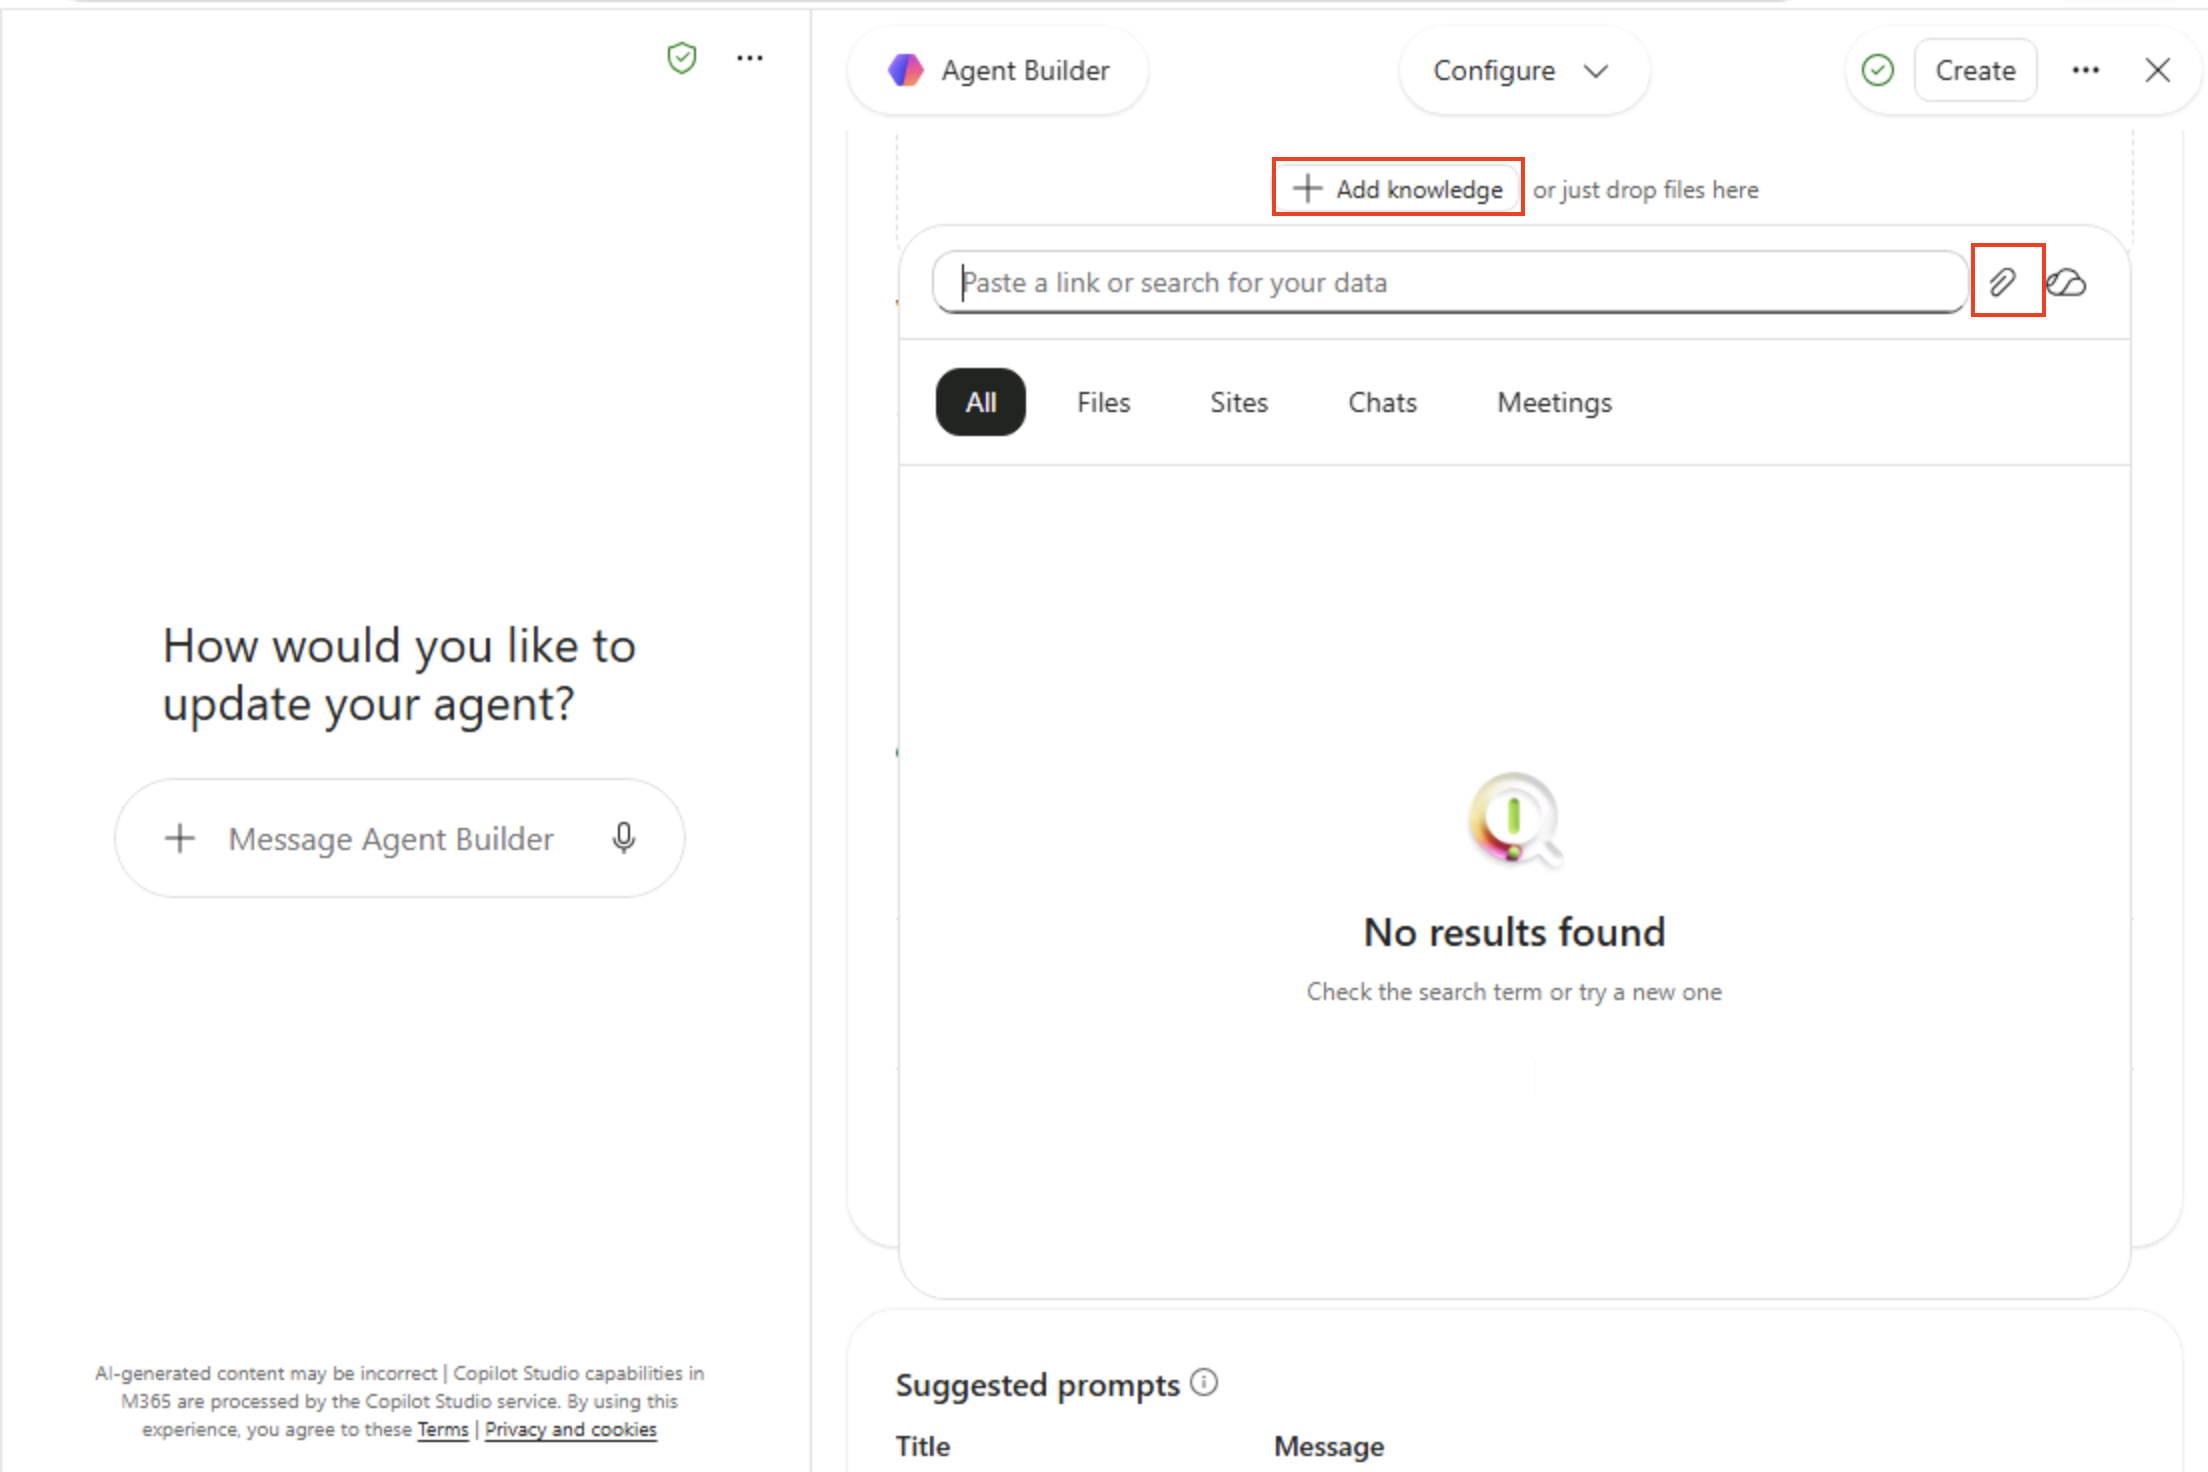 Agent Builder
Configure
Create
Add knowledge or just drop files here
Paste a link or search for your data
All Files Sites Chats Meetings
No results found
Check the search term or try a new one
How would you like to
update your agent?
Message Agent Builder
AI-generated content may be incorrect | Copilot Studio capabilities in
M365 are processed by the Copilot Studio service. By using this
experience, you agree to these Terms | Privacy and cookies
Suggested prompts
Title Message